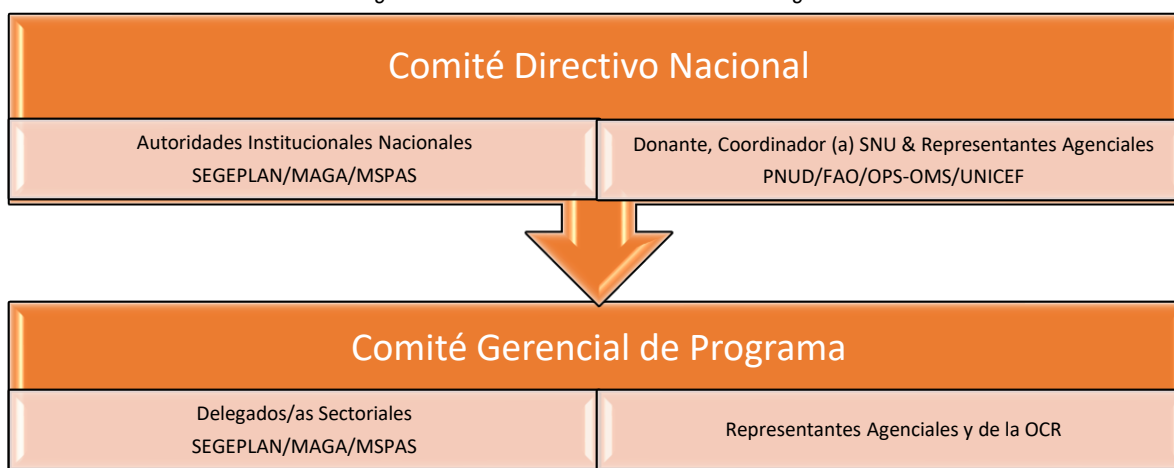 Comité Directivo Nacional
Autoridades Institucionales Nacionales
SEGEPLAN/MAGA/MSPAS
Donante, Coordinador (a) SNU & Representantes Agenciales
PNUD/FAO/OPS-OMS/UNICEF
Comité Gerencial de Programa
Delegados/as Sectoriales
SEGEPLAN/MAGA/MSPAS
Representantes Agenciales y de la OCR